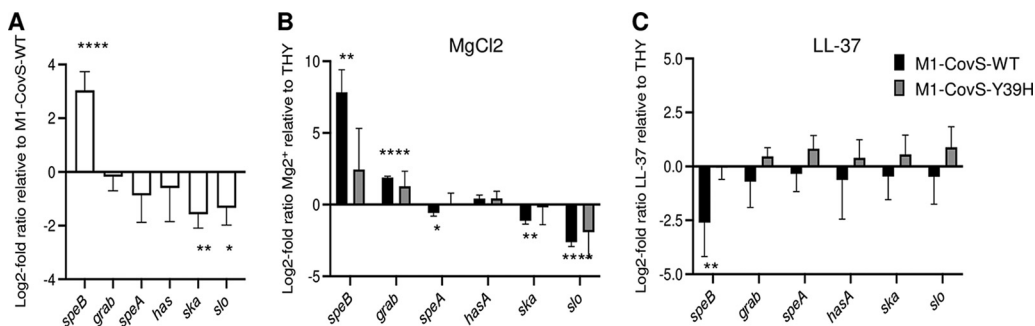 A
Log2-fold ratio relative to M1-CovS-WT
4
2
0
-2
-4
****
**
*
speB
grab
speA
has
ska
slo
B
MgCl2
Log2-fold ratio Mg2+ relative to THY
10
5
0
-5
**
****
*
**
****
speB
grab
speA
hasA
ska
slo
C
LL-37
Log2-fold ratio LL-37 relative to THY
5.0
2.5
0.0
-2.5
-5.0
**
speB
grab
speA
hasA
ska
slo
M1-CovS-WT
M1-CovS-Y39H